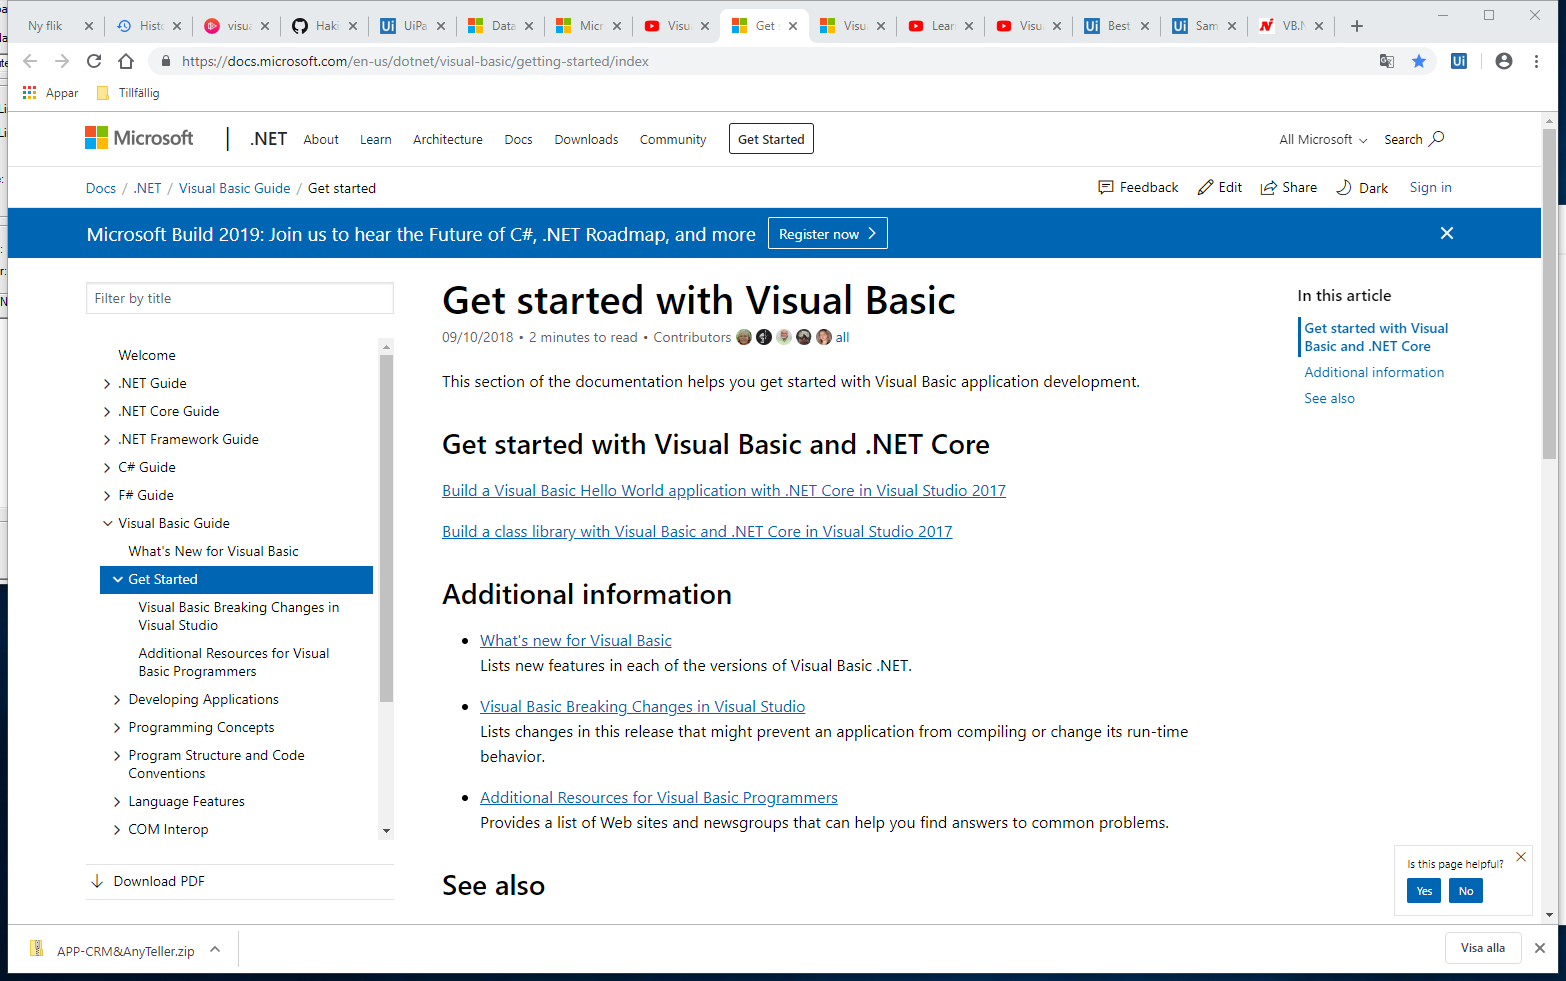 Ny flik
Histo
visua
Haki
UiPa
Data
Micr
Visu
Get s
Visu
Lear
Visu
Best
Sam
VB.N
https://docs.microsoft.com/en-us/dotnet/visual-basic/getting-started/index
Ui
Appar
Tillfällig
Microsoft
.NET
About
Learn
Architecture
Docs
Downloads
Community
Get Started
All Microsoft
Search
Docs / .NET / Visual Basic Guide / Get started
Feedback
Edit
Share
Dark
Sign in
Microsoft Build 2019: Join us to hear the Future of C#, .NET Roadmap, and more
Register now
Filter by title
Welcome
.NET Guide
.NET Core Guide
.NET Framework Guide
C# Guide
F# Guide
Visual Basic Guide
What's New for Visual Basic
Get Started
Visual Basic Breaking Changes in
Visual Studio
Additional Resources for Visual
Basic Programmers
Developing Applications
Programming Concepts
Program Structure and Code
Conventions
Language Features
COM Interop
Download PDF
Get started with Visual Basic
09/10/2018 • 2 minutes to read • Contributors all
This section of the documentation helps you get started with Visual Basic application development.
Get started with Visual Basic and .NET Core
Build a Visual Basic Hello World application with .NET Core in Visual Studio 2017
Build a class library with Visual Basic and .NET Core in Visual Studio 2017
Additional information
• What's new for Visual Basic
Lists new features in each of the versions of Visual Basic .NET.
• Visual Basic Breaking Changes in Visual Studio
Lists changes in this release that might prevent an application from compiling or change its run-time
behavior.
• Additional Resources for Visual Basic Programmers
Provides a list of Web sites and newsgroups that can help you find answers to common problems.
See also
In this article
Get started with Visual
Basic and .NET Core
Additional information
See also
Is this page helpful?
Yes
No
APP-CRM&AnyTeller.zip
Visa alla